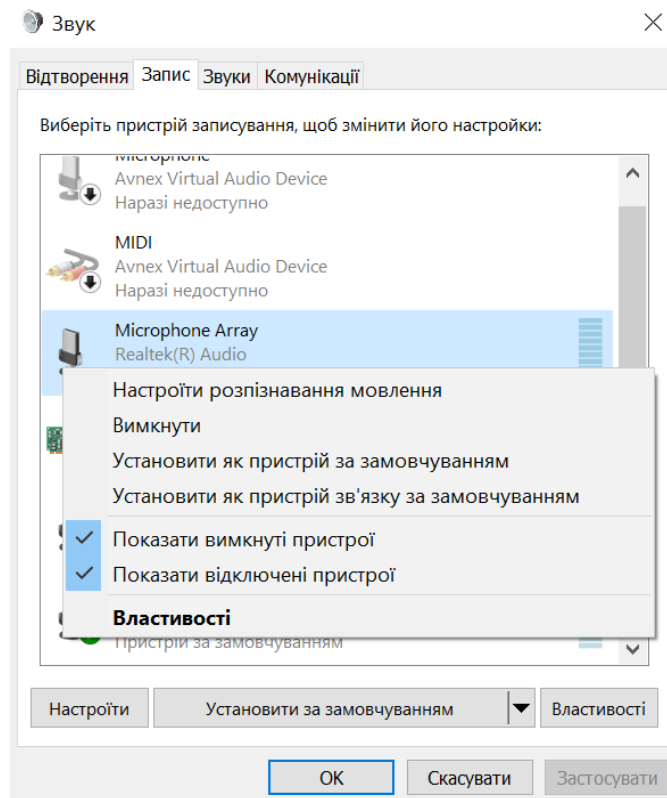 Звук
Відтворення Запис Звуки Комунікації
Виберіть пристрій записування, щоб змінити його настройки:
Microphone
Avnex Virtual Audio Device
Наразі недоступно
MIDI
Avnex Virtual Audio Device
Наразі недоступно
Microphone Array
Realtek(R) Audio
Настроїти розпізнавання мовлення
Вимкнути
Установити як пристрій за замовчуванням
Установити як пристрій зв'язку за замовчуванням
Показати вимкнуті пристрої
Показати відключені пристрої
Властивості
Пристрій за замовчуванням
Настроїти Установити за замовчуванням Властивості
ОК Скасувати Застосувати